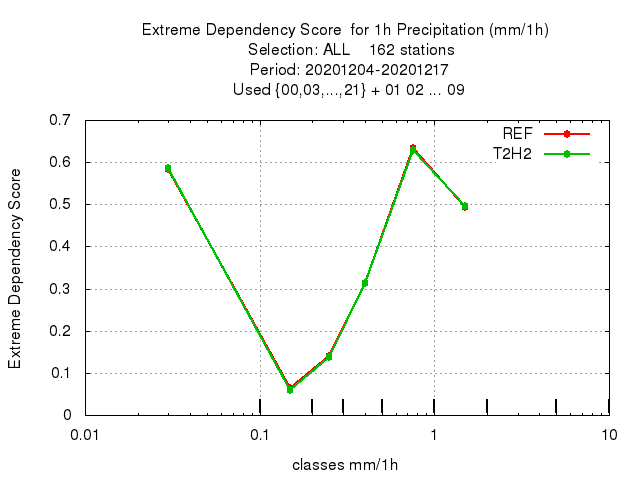 Extreme Dependency Score  for 1h Precipitation (mm/1h)
Selection: ALL    162 stations
Period: 20201204-20201217
Used {00,03,...,21} + 01 02 ... 09
0.7
0.6
0.5
0.4
0.3
0.2
0.1
0
Extreme Dependency Score
REF
T2H2
0.01 0.1 1 10
classes mm/1h